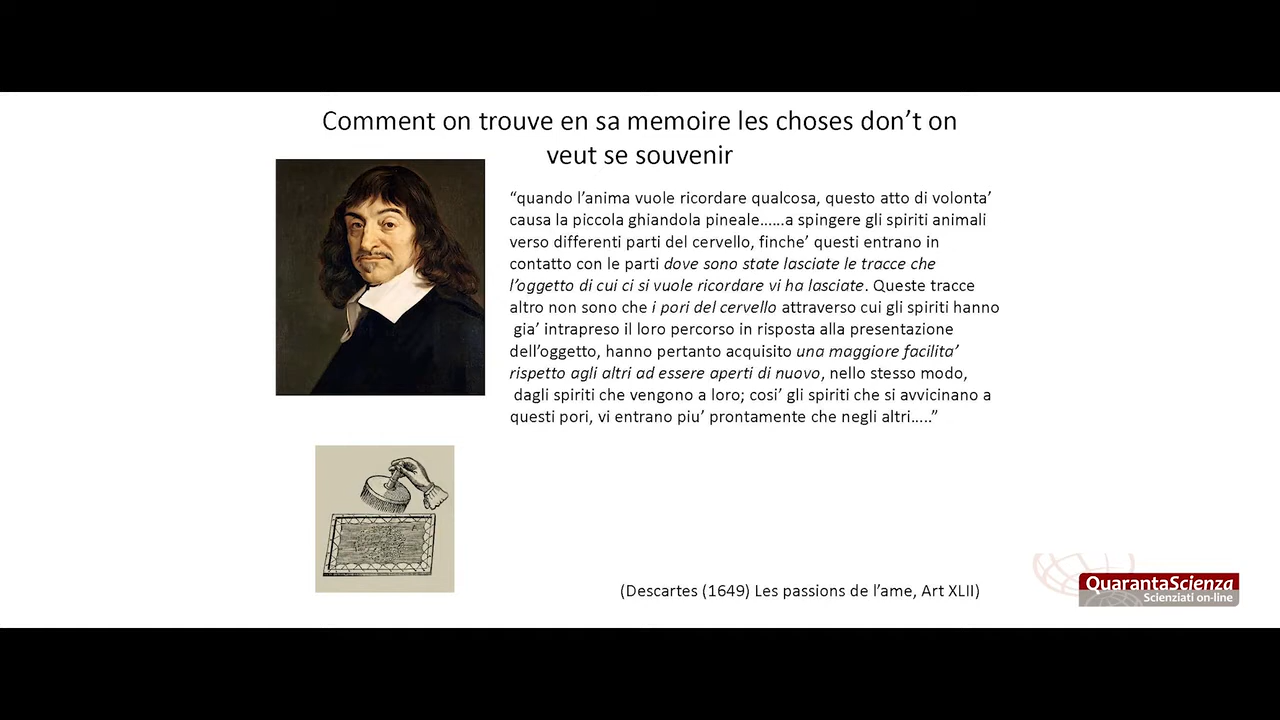 Comment on trouve en sa memoire les choses don't on
veut se souvenir
“quando l’anima vuole ricordare qualcosa, questo atto di volonta’
causa la piccola ghiandola pineale......a spingere gli spiriti animali
verso differenti parti del cervello, finche’ questi entrano in
contatto con le parti dove sono state lasciate le tracce che
l’oggetto di cui ci si vuole ricordare vi ha lasciate. Queste tracce
altro non sono che i pori del cervello attraverso cui gli spiriti hanno
gia’ intrapreso il loro percorso in risposta alla presentazione
dell’oggetto, hanno pertanto acquisito una maggiore facilita’
rispetto agli altri ad essere aperti di nuovo, nello stesso modo,
dagli spiriti che vengono a loro; cosi’ gli spiriti che si avvicinano a
questi pori, vi entrano piu’ prontamente che negli altri.....”
(Descartes (1649) Les passions de l’ame, Art XLII)
QuarantaScienza
Scienziati on-line